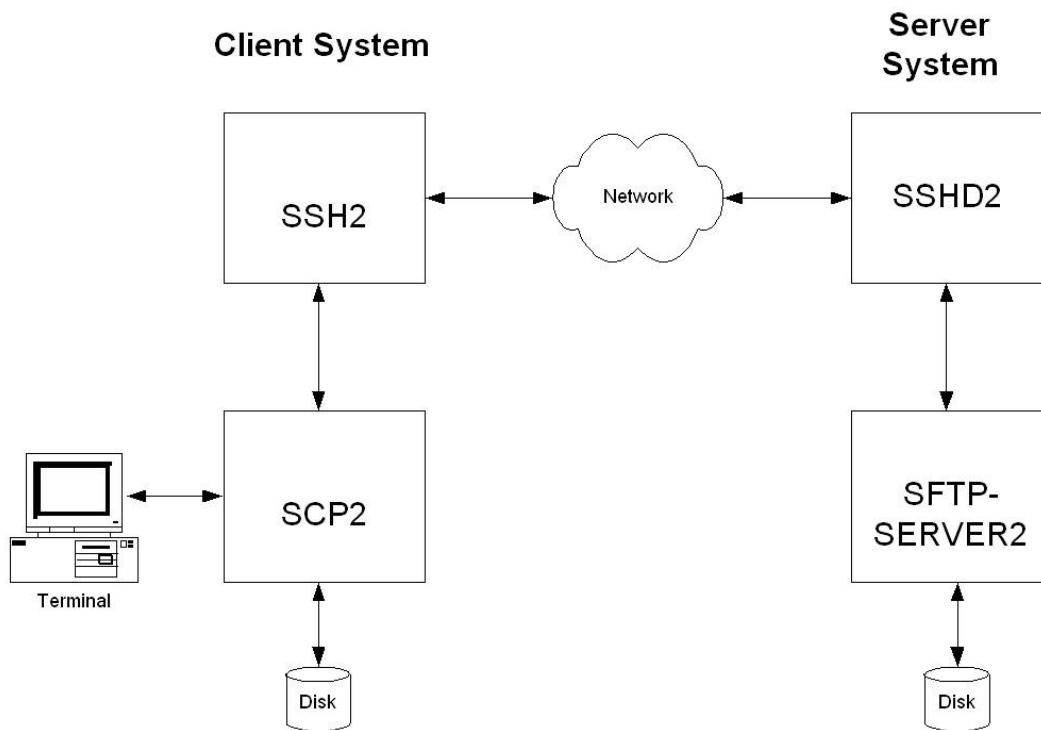 Client System
Server
System
SSH2
Network
SSHD2
SCP2
SFTP-
SERVER2
Terminal
Disk
Disk